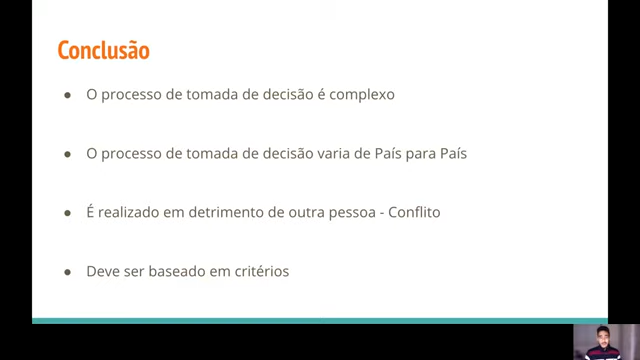 Conclusão
● O processo de tomada de decisão é complexo
● O processo de tomada de decisão varia de País para País
● É realizado em detrimento de outra pessoa - Conflito
● Deve ser baseado em critérios